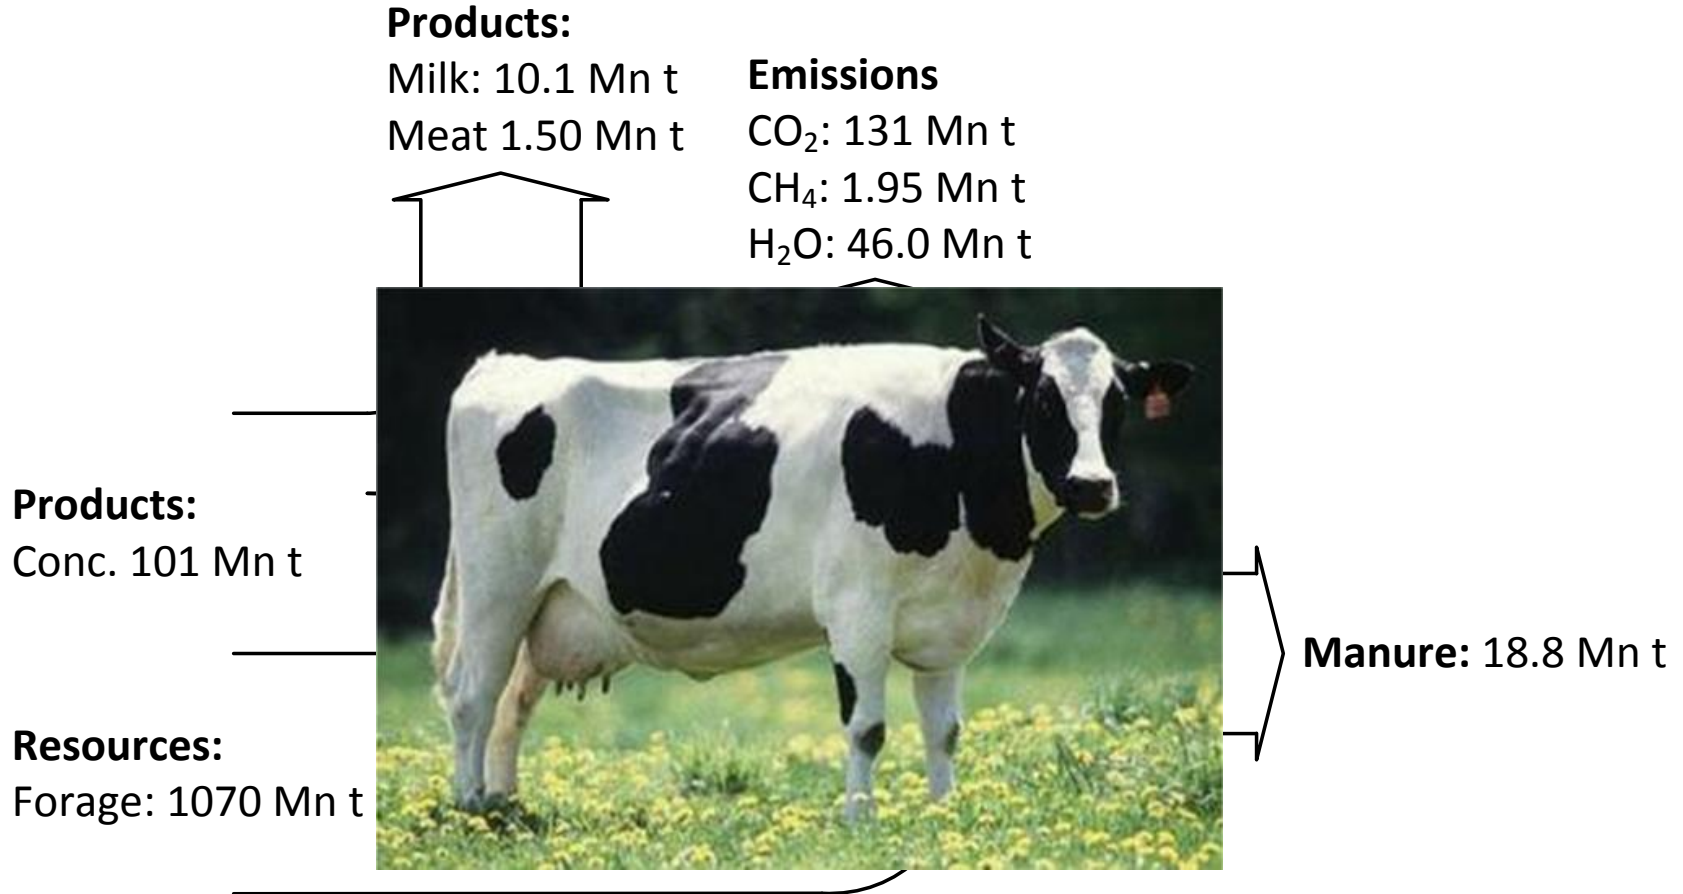 Products:
Milk: 10.1 Mn t
Meat 1.50 Mn t
Emissions
CO₂: 131 Mn t
CH₄: 1.95 Mn t
H₂O: 46.0 Mn t
Products:
Conc. 101 Mn t
Resources:
Forage: 1070 Mn t
Manure: 18.8 Mn t